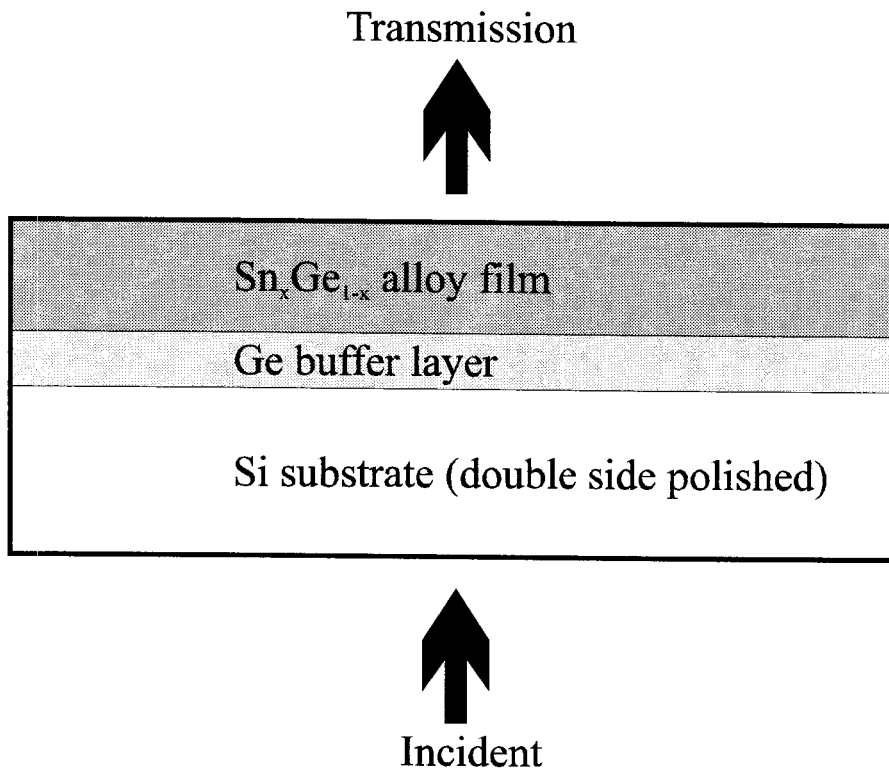 Transmission
SnₓGe₁₋ₓ alloy film
Ge buffer layer
Si substrate (double side polished)
Incident